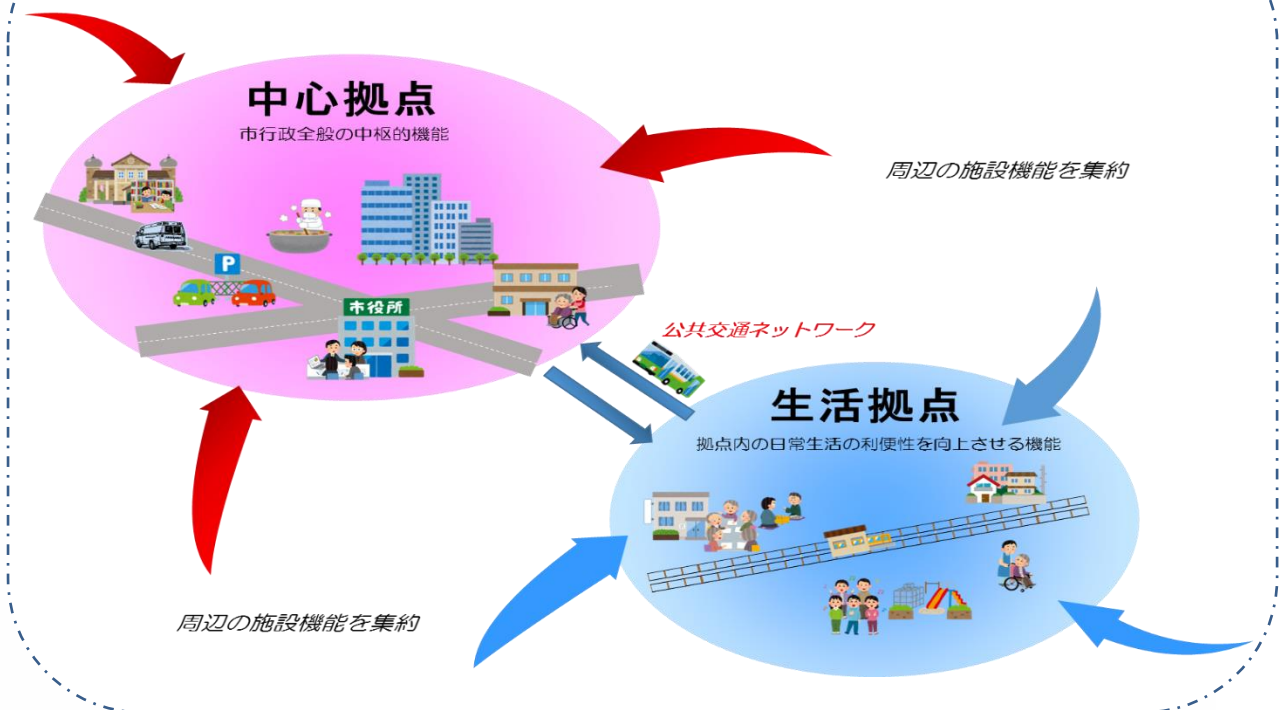 中心拠点
市行政全般の中枢的機能
周辺の施設機能を集約
P
市役所
公共交通ネットワーク
生活拠点
拠点内の日常生活の利便性を向上させる機能
周辺の施設機能を集約